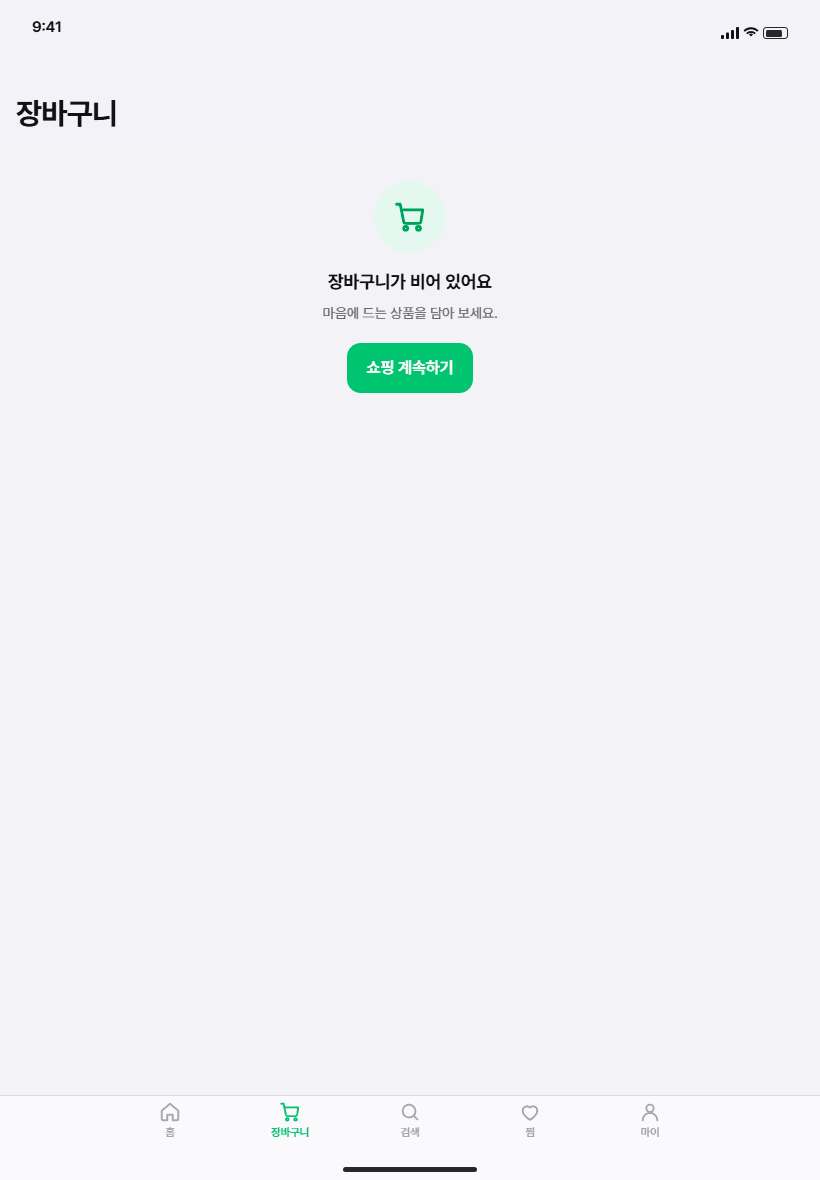 9:41
장바구니
장바구니가 비어 있어요
마음에 드는 상품을 담아 보세요.
쇼핑 계속하기
홈
장바구니
검색
찜
마이